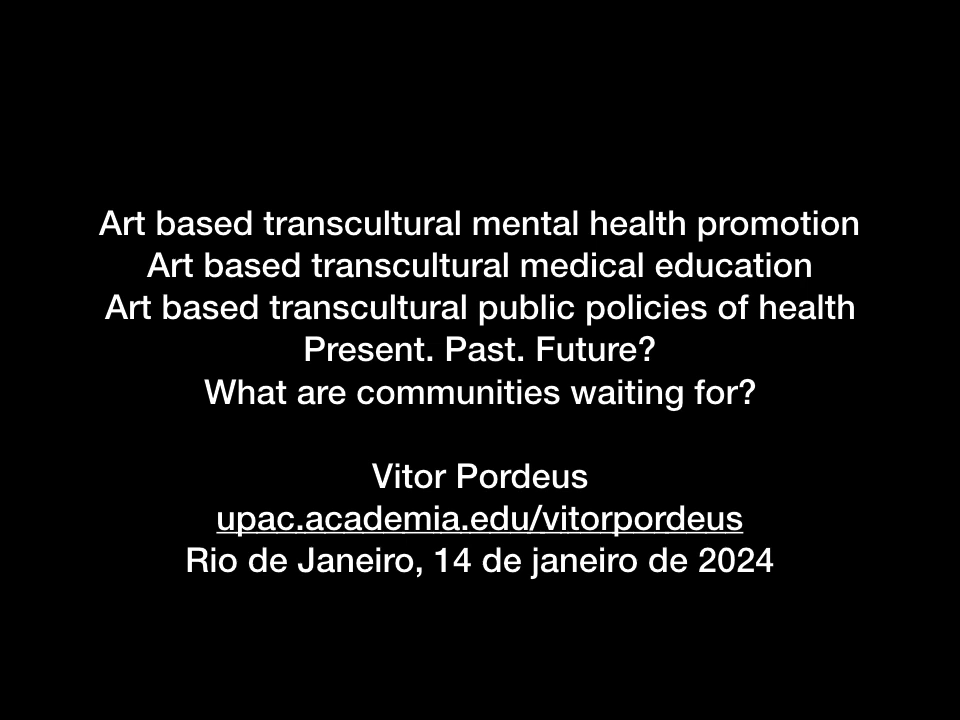 Art based transcultural mental health promotion
Art based transcultural medical education
Art based transcultural public policies of health
Present. Past. Future?
What are communities waiting for?
Vitor Pordeus
upac.academia.edu/vitorpordeus
Rio de Janeiro, 14 de janeiro de 2024